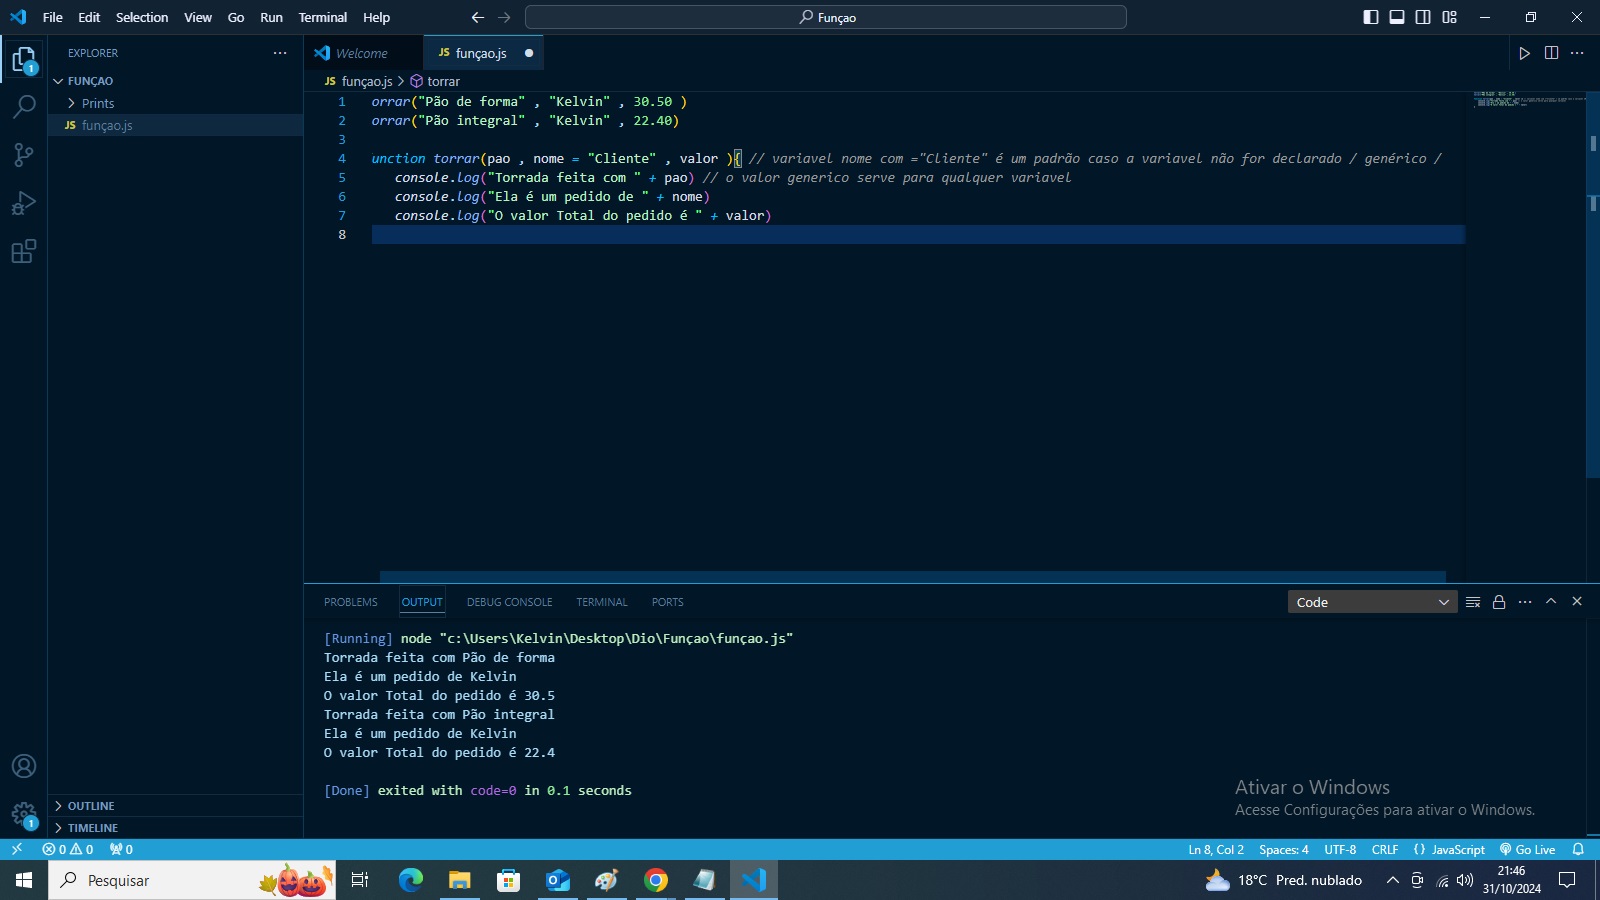 File Edit Selection View Go Run Terminal Help
Funçao
EXPLORER
Welcome
JS funçao.js
FUNÇAO
JS funçao.js > torrar
Prints
JS funçao.js
1 orrar("Pão de forma" , "Kelvin" , 30.50 )
2 orrar("Pão integral" , "Kelvin" , 22.40)
3
4 unction torrar(pao , nome = "Cliente" , valor ){ // variavel nome com ="Cliente" é um padrão caso a variavel não for declarado / genérico /
5 console.log("Torrada feita com " + pao) // o valor generico serve para qualquer variavel
6 console.log("Ela é um pedido de " + nome)
7 console.log("O valor Total do pedido é " + valor)
8
PROBLEMS OUTPUT DEBUG CONSOLE TERMINAL PORTS
Code
[Running] node "c:\Users\Kelvin\Desktop\Dio\Funçao\funçao.js"
Torrada feita com Pão de forma
Ela é um pedido de Kelvin
O valor Total do pedido é 30.5
Torrada feita com Pão integral
Ela é um pedido de Kelvin
O valor Total do pedido é 22.4
[Done] exited with code=0 in 0.1 seconds
Ativar o Windows
Acesse Configurações para ativar o Windows.
OUTLINE
TIMELINE
1
1
0 0 0
Ln 8, Col 2 Spaces: 4 UTF-8 CRLF {} JavaScript Go Live
Pesquisar
18°C Pred. nublado
21:46
31/10/2024